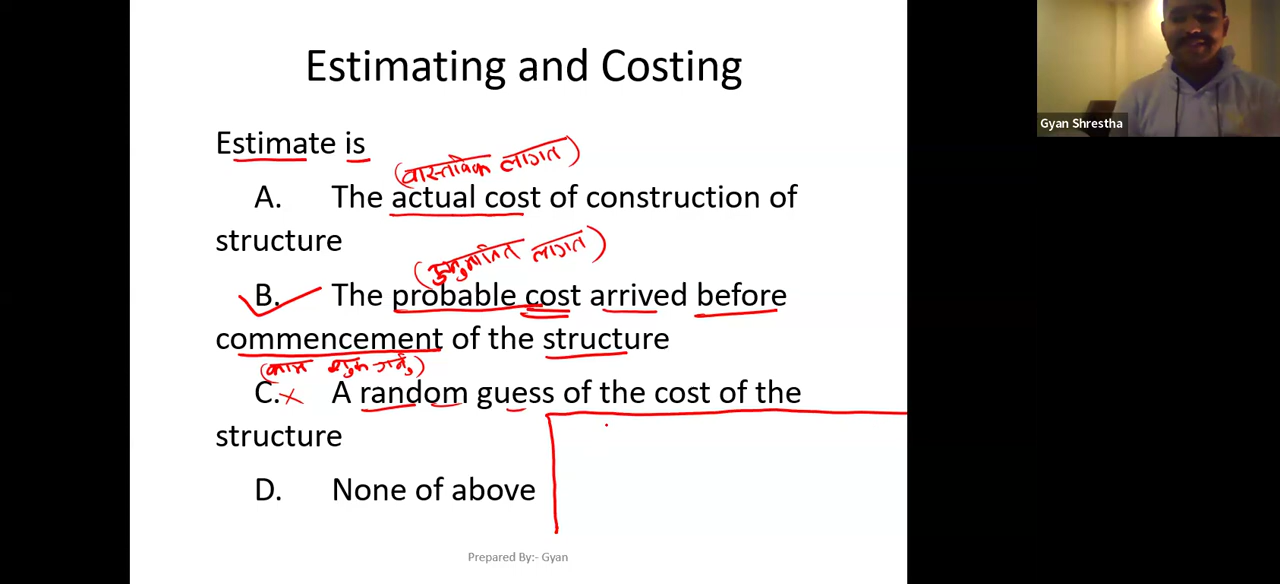 Estimating and Costing
Gyan Shrestha
Estimate is
(वास्तविक लागत)
A. The actual cost of construction of
structure
(अनुमानित लागत)
B. The probable cost arrived before
commencement of the structure
(काम शुरू गर्नु)
C. A random guess of the cost of the
structure
D. None of above
Prepared By:- Gyan